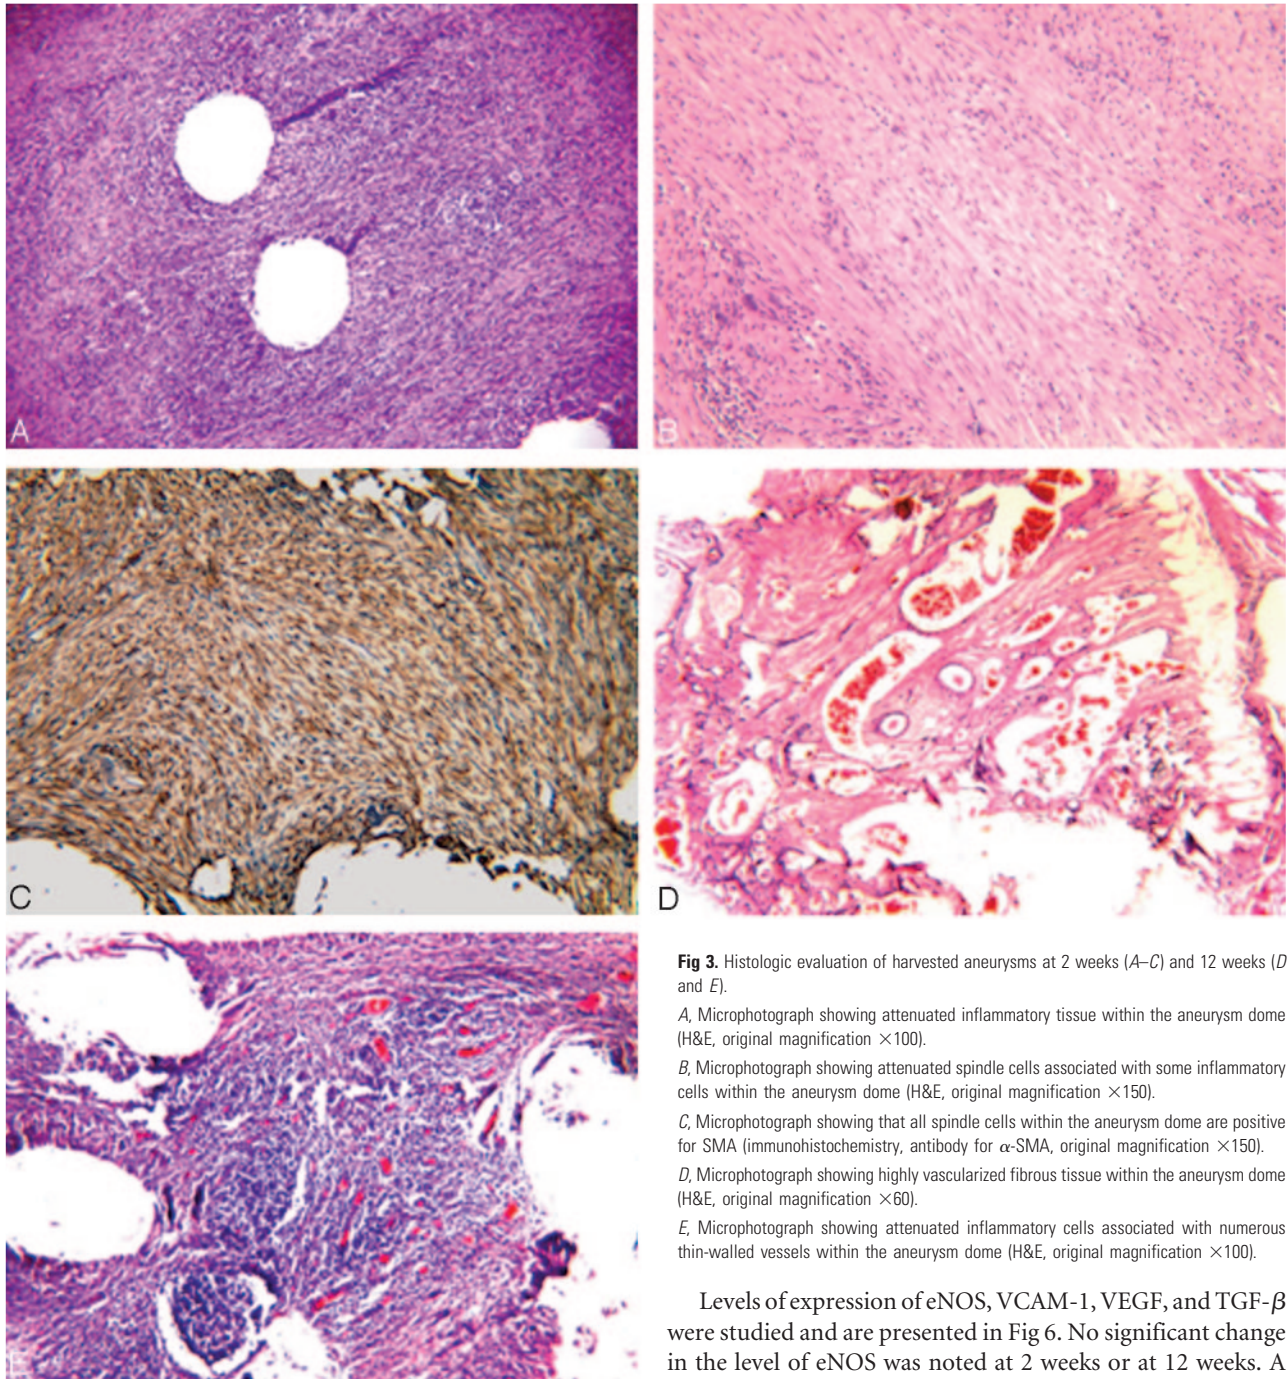 A
B
C
D
E
Fig 3. Histologic evaluation of harvested aneurysms at 2 weeks (A–C) and 12 weeks (D
and E).
A, Microphotograph showing attenuated inflammatory tissue within the aneurysm dome
(H&E, original magnification ×100).
B, Microphotograph showing attenuated spindle cells associated with some inflammatory
cells within the aneurysm dome (H&E, original magnification ×150).
C, Microphotograph showing that all spindle cells within the aneurysm dome are positive
for SMA (immunohistochemistry, antibody for α-SMA, original magnification ×150).
D, Microphotograph showing highly vascularized fibrous tissue within the aneurysm dome
(H&E, original magnification ×60).
E, Microphotograph showing attenuated inflammatory cells associated with numerous
thin-walled vessels within the aneurysm dome (H&E, original magnification ×100).
Levels of expression of eNOS, VCAM-1, VEGF, and TGF-β
were studied and are presented in Fig 6. No significant change
in the level of eNOS was noted at 2 weeks or at 12 weeks. A